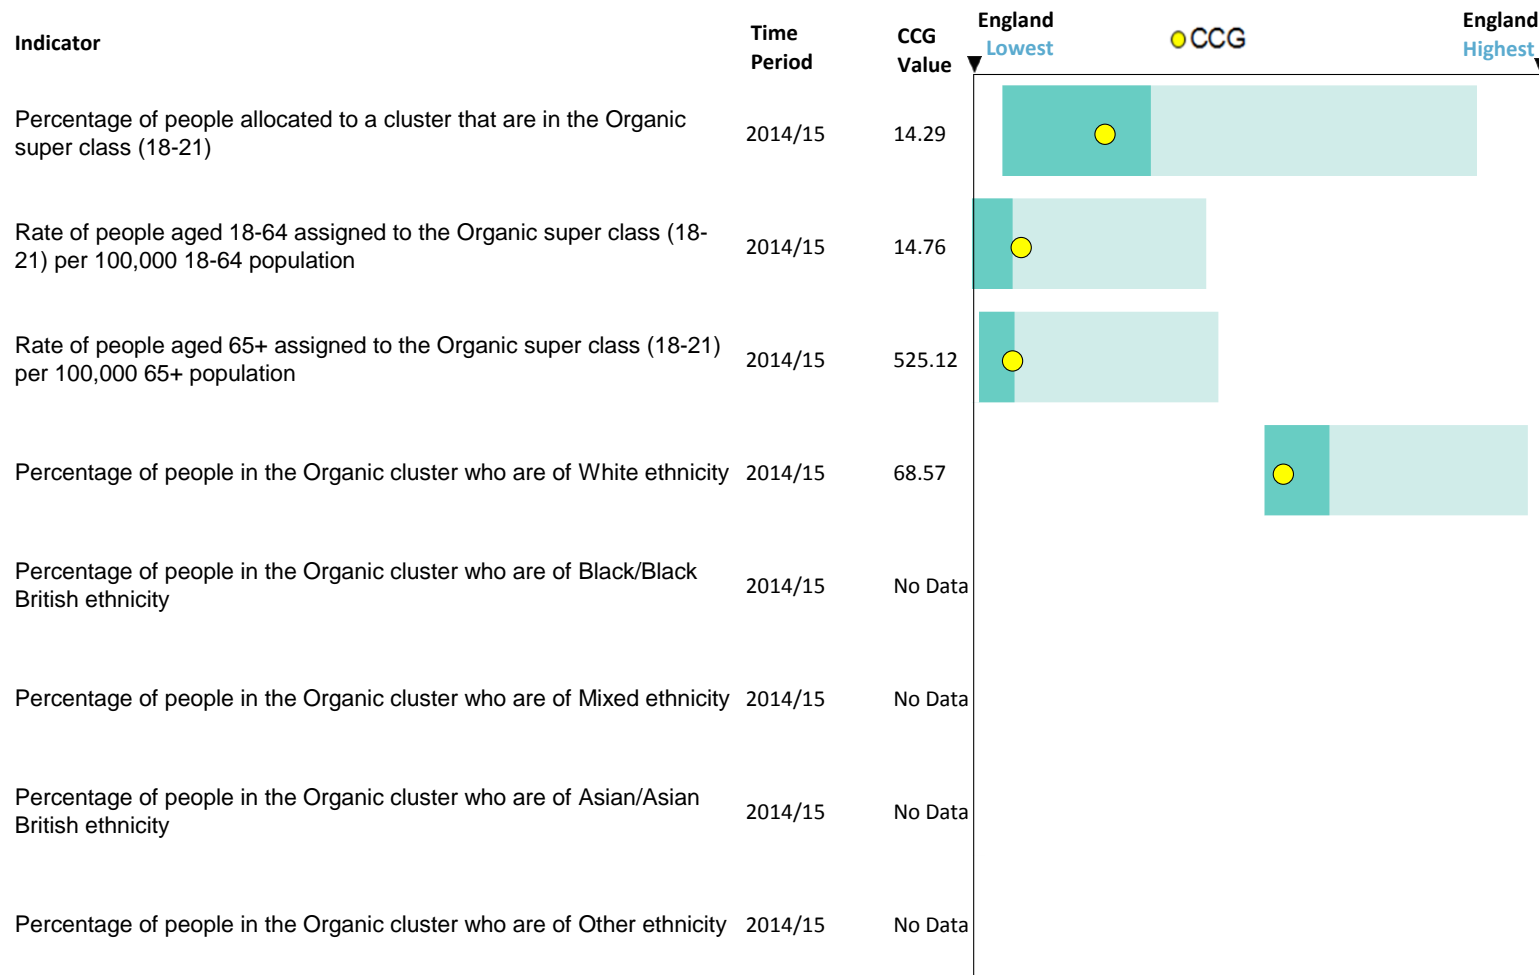 Indicator
Time Period
CCG Value
England Lowest
CCG
England Highest
Percentage of people allocated to a cluster that are in the Organic
super class (18-21)
2014/15
14.29
Rate of people aged 18-64 assigned to the Organic super class (18-
21) per 100,000 18-64 population
2014/15
14.76
Rate of people aged 65+ assigned to the Organic super class (18-21)
per 100,000 65+ population
2014/15
525.12
Percentage of people in the Organic cluster who are of White ethnicity
2014/15
68.57
Percentage of people in the Organic cluster who are of Black/Black
British ethnicity
2014/15
No Data
Percentage of people in the Organic cluster who are of Mixed ethnicity
2014/15
No Data
Percentage of people in the Organic cluster who are of Asian/Asian
British ethnicity
2014/15
No Data
Percentage of people in the Organic cluster who are of Other ethnicity
2014/15
No Data